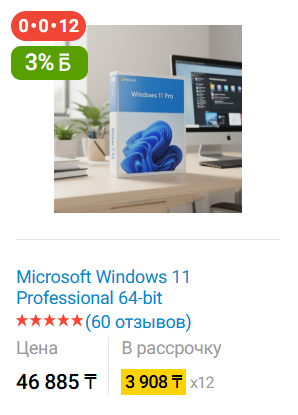 0•0•12
3% Б
Microsoft
Windows 11 Pro
Microsoft Windows 11
Professional 64-bit
★★★★★(60 отзывов)
Цена
В рассрочку
46 885 ₸
3 908 ₸ x12